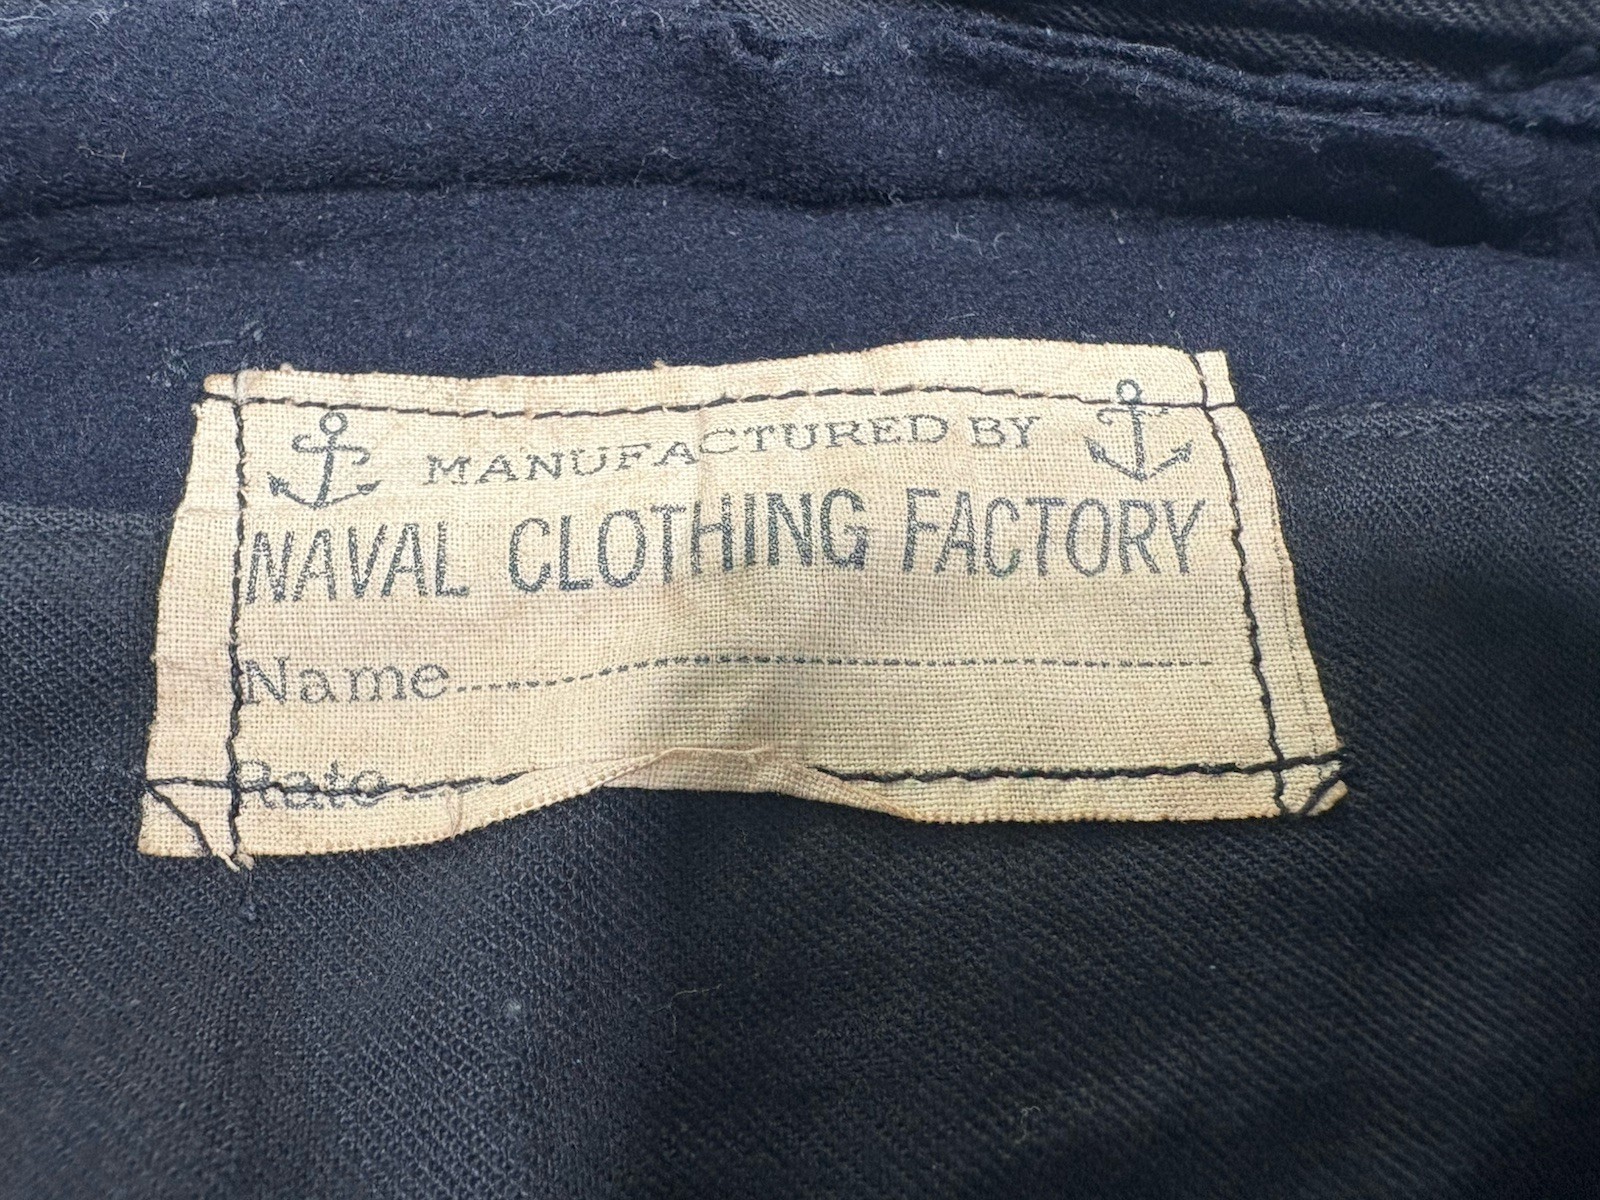 MANUFACTURED BY
NAVAL CLOTHING FACTORY
Name
Rate